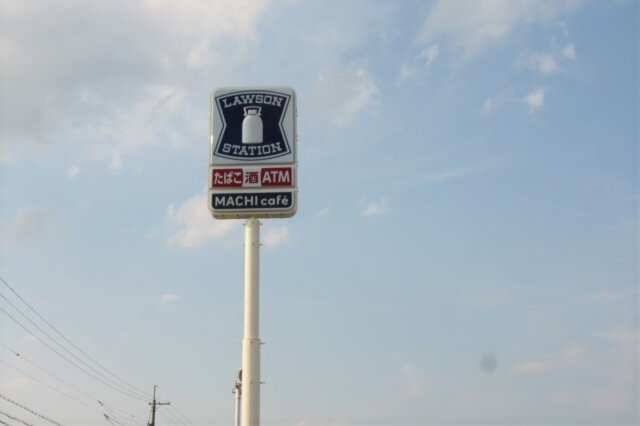 LAWSON
STATION
たばこ 酒 ATM
MACHI café